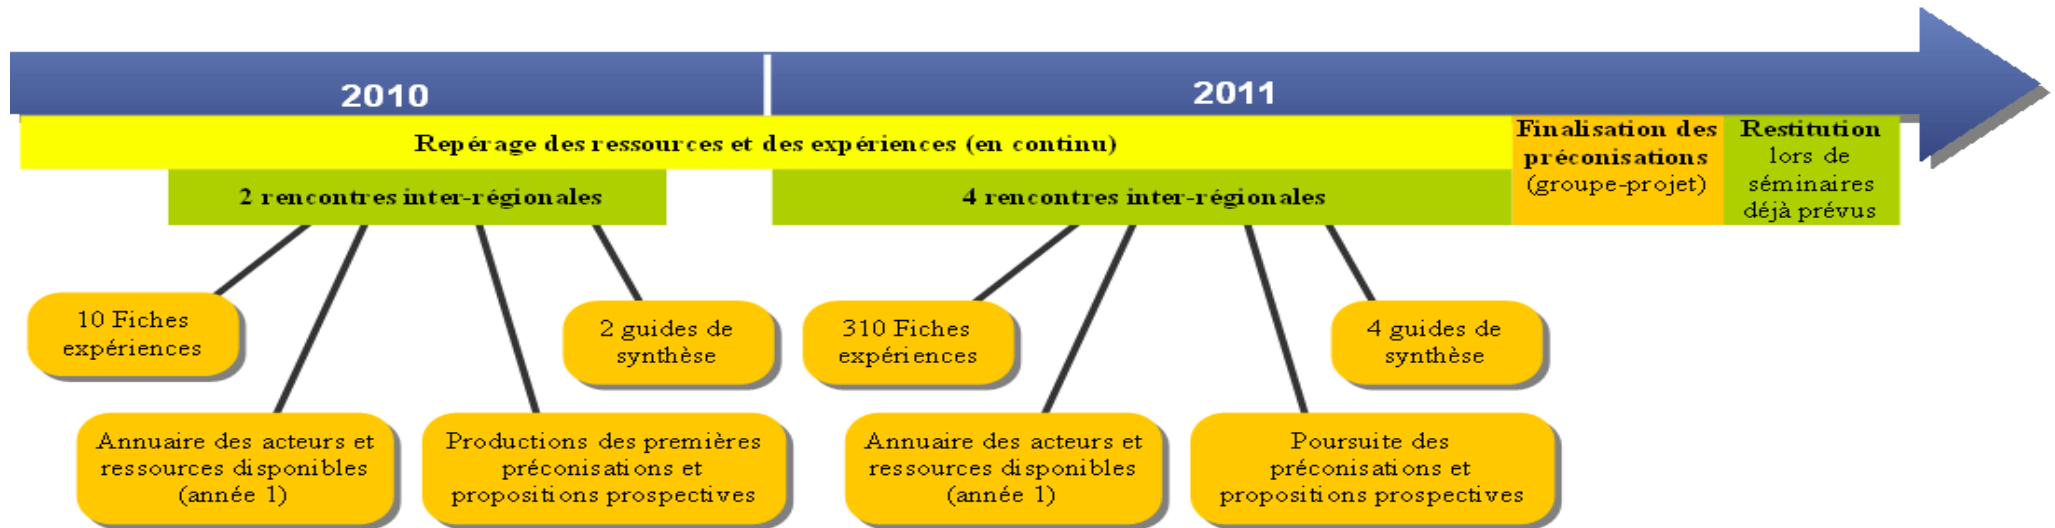 2010
2011
Repérage des ressources et des expériences (en continu)
Finalisation des
préconisations
(groupe-projet)
Restitution
lors de
séminaires
déjà prévus
2 rencontres inter-régionales
4 rencontres inter-régionales
10 Fiches
expériences
2 guides de
synthèse
310 Fiches
expériences
4 guides de
synthèse
Annuaire des acteurs et
ressources disponibles
(année 1)
Productions des premières
préconisations et
propositions prospectives
Annuaire des acteurs et
ressources disponibles
(année 1)
Poursuite des
préconisations et
propositions prospectives